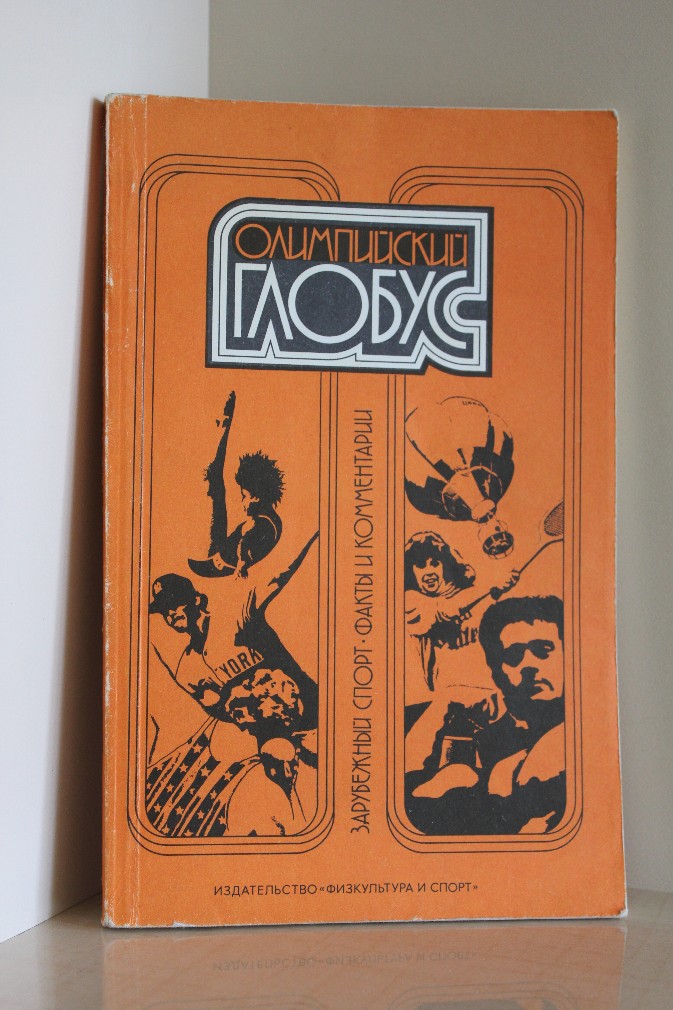 ОЛИМПИЙСКИЙ
ГЛОБУС
ЗАРУБЕЖНЫЙ СПОРТ · ФАКТЫ И КОММЕНТАРИИ
YORK
ИЗДАТЕЛЬСТВО «ФИЗКУЛЬТУРА И СПОРТ»